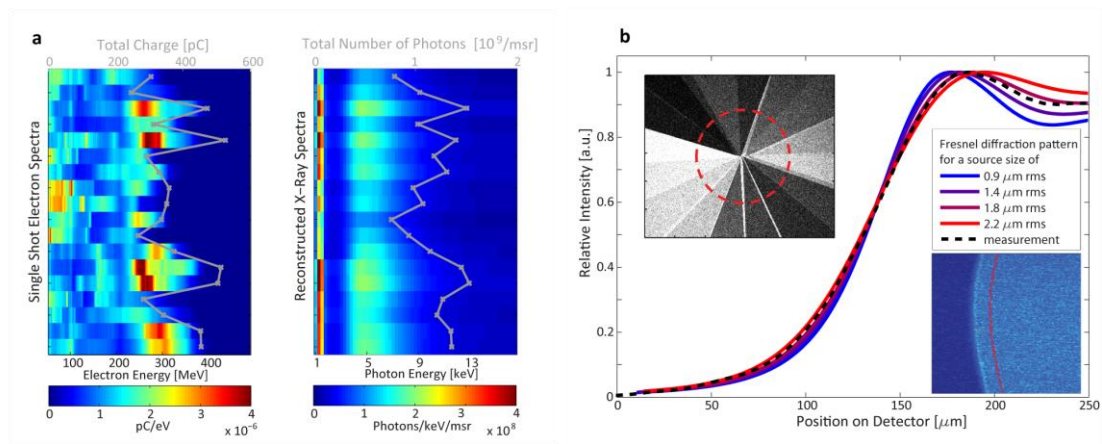 a
Total Charge [pC]
0 200 400 600
Single Shot Electron Spectra
100 200 300 400
Electron Energy [MeV]
0 1 2 3 4
pC/eV
x 10⁻⁶
Total Number of Photons [10⁹/msr]
0 1 2
Reconstructed X-Ray Spectra
1 5 9 13
Photon Energy [keV]
0 1 2 3 4
Photons/keV/msr
x 10⁸
b
Relative Intensity [a.u]
1
0.8
0.6
0.4
0.2
0
0 50 100 150 200 250
Position on Detector [μm]
Fresnel diffraction pattern
for a source size of
0.9 μm rms
1.4 μm rms
1.8 μm rms
2.2 μm rms
measurement